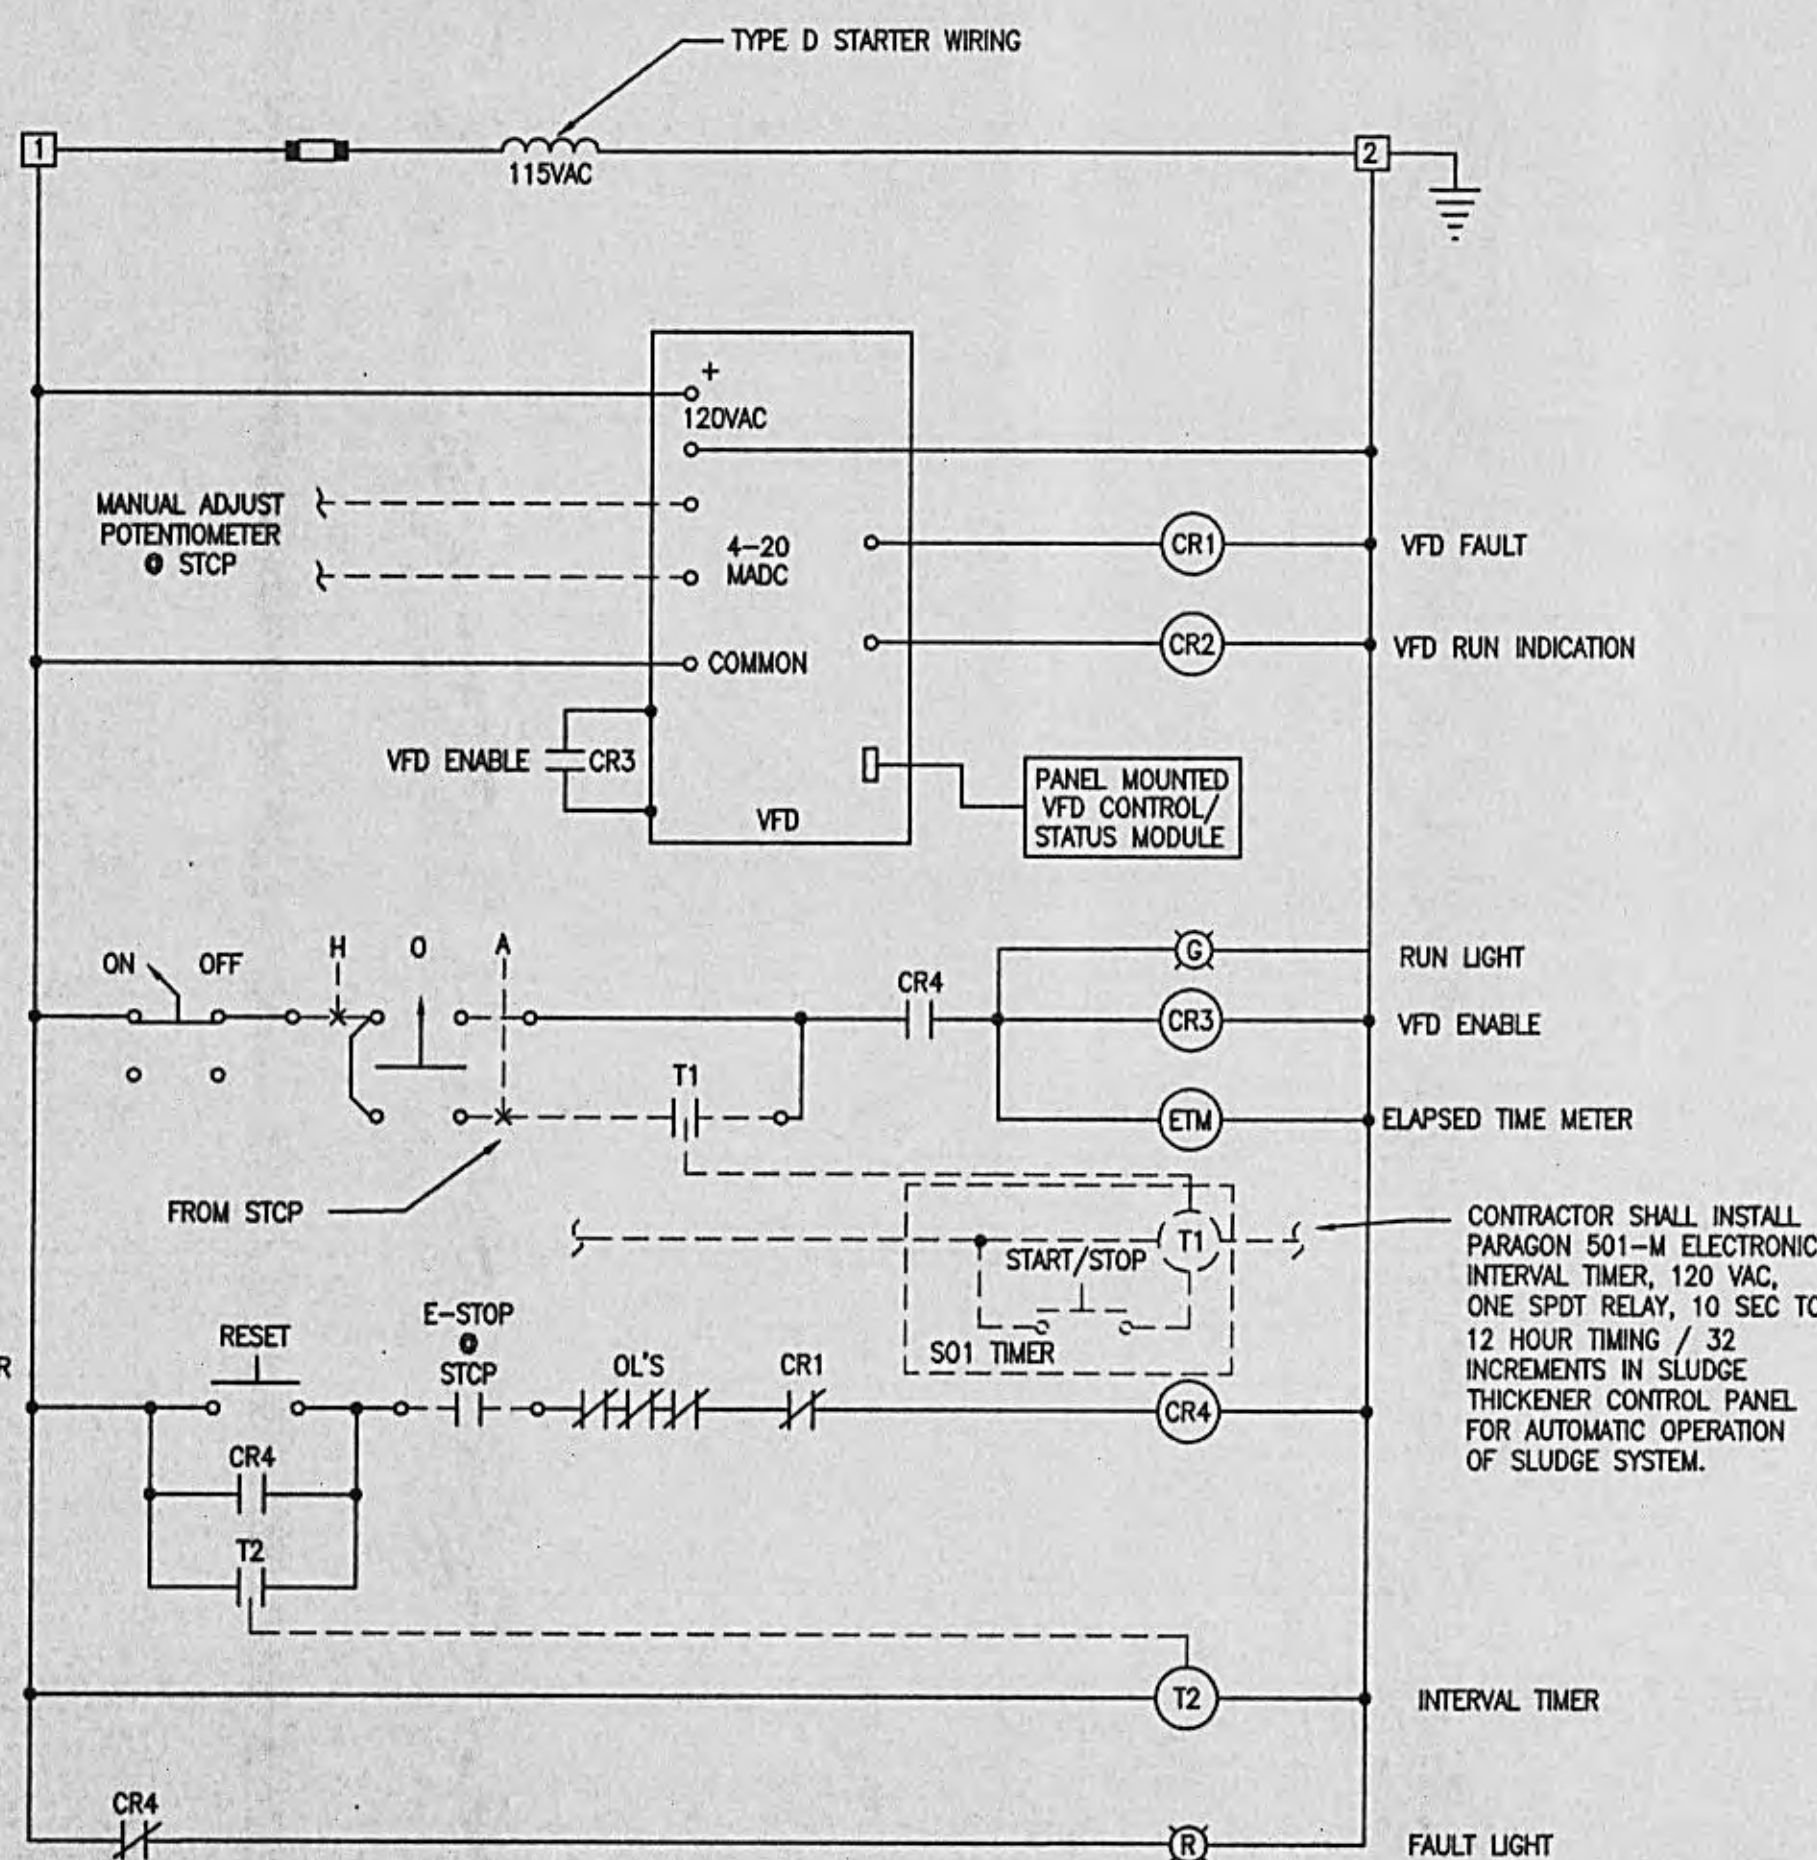 TYPE D STARTER WIRING
1
2
115VAC
+
120VAC
MANUAL ADJUST
POTENTIOMETER
@ STCP
4-20
MADC
CR1
VFD FAULT
CR2
VFD RUN INDICATION
COMMON
VFD ENABLE
CR3
VFD
PANEL MOUNTED
VFD CONTROL/
STATUS MODULE
ON
OFF
H
O
A
CR4
G
RUN LIGHT
CR3
VFD ENABLE
T1
ETM
ELAPSED TIME METER
FROM STCP
T1
START/STOP
SO1 TIMER
CONTRACTOR SHALL INSTALL
PARAGON 501-M ELECTRONIC
INTERVAL TIMER, 120 VAC,
ONE SPDT RELAY, 10 SEC TO
12 HOUR TIMING / 32
INCREMENTS IN SLUDGE
THICKENER CONTROL PANEL
FOR AUTOMATIC OPERATION
OF SLUDGE SYSTEM.
R
RESET
E-STOP
@
STCP
OL'S
CR1
CR4
CR4
T2
T2
INTERVAL TIMER
CR4
R
FAULT LIGHT